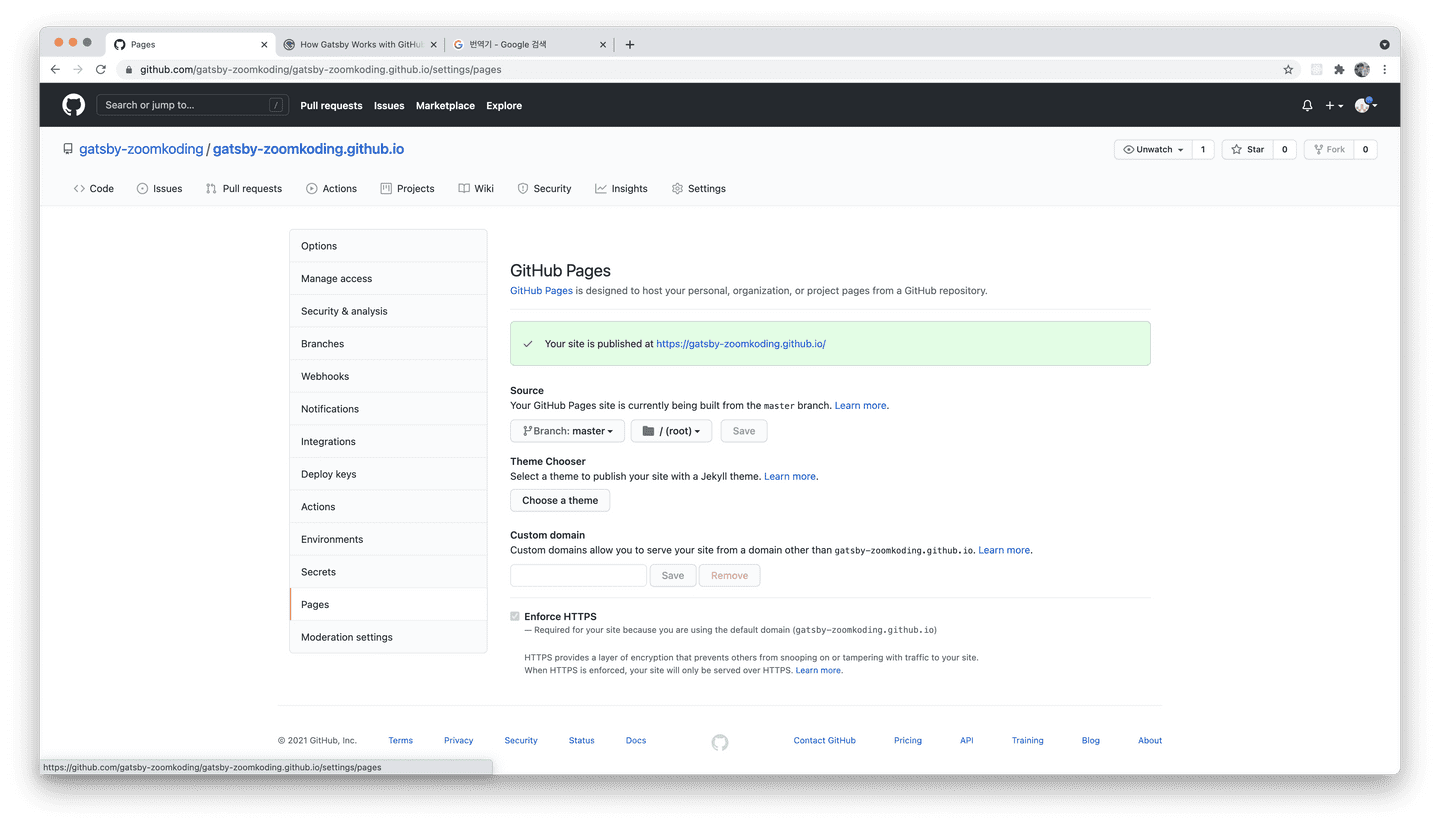 Pages
How Gatsby Works with GitHub
번역기 - Google 검색
github.com/gatsby-zoomkoding/gatsby-zoomkoding.github.io/settings/pages
Search or jump to... /
Pull requests Issues Marketplace Explore
gatsby-zoomkoding / gatsby-zoomkoding.github.io
Unwatch 1
Star 0
Fork 0
Code Issues Pull requests Actions Projects Wiki Security Insights Settings
Options
Manage access
Security & analysis
Branches
Webhooks
Notifications
Integrations
Deploy keys
Actions
Environments
Secrets
Pages
Moderation settings
GitHub Pages
GitHub Pages is designed to host your personal, organization, or project pages from a GitHub repository.
Your site is published at https://gatsby-zoomkoding.github.io/
Source
Your GitHub Pages site is currently being built from the master branch. Learn more.
Branch: master / (root) Save
Theme Chooser
Select a theme to publish your site with a Jekyll theme. Learn more.
Choose a theme
Custom domain
Custom domains allow you to serve your site from a domain other than gatsby-zoomkoding.github.io. Learn more.
Save Remove
Enforce HTTPS
— Required for your site because you are using the default domain (gatsby-zoomkoding.github.io)
HTTPS provides a layer of encryption that prevents others from snooping on or tampering with traffic to your site.
When HTTPS is enforced, your site will only be served over HTTPS. Learn more.
© 2021 GitHub, Inc. Terms Privacy Security Status Docs Contact GitHub Pricing API Training Blog About
https://github.com/gatsby-zoomkoding/gatsby-zoomkoding.github.io/settings/pages